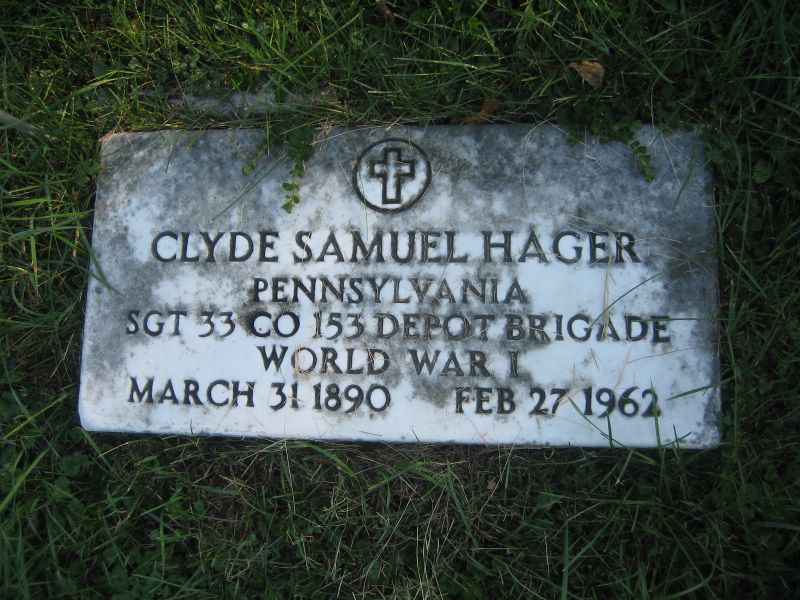 CLYDE SAMUEL HAGER
PENNSYLVANIA
SGT 33 CO 153 DEPOT BRIGADE
WORLD WAR I
MARCH 31 1890 FEB 27 1962